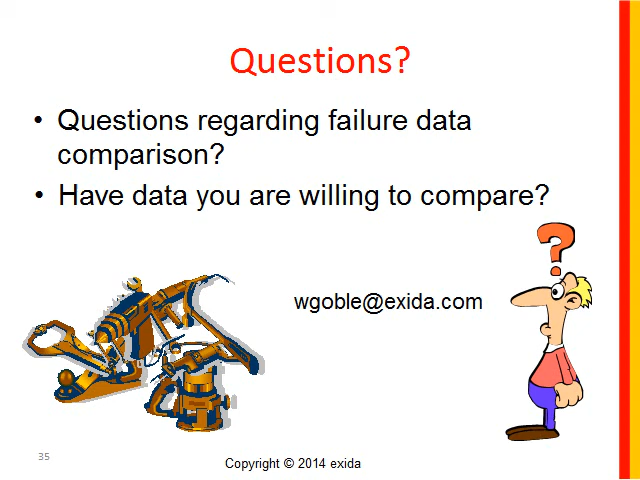 Questions?
• Questions regarding failure data
comparison?
• Have data you are willing to compare?
?
wgoble@exida.com
35
Copyright © 2014 exida